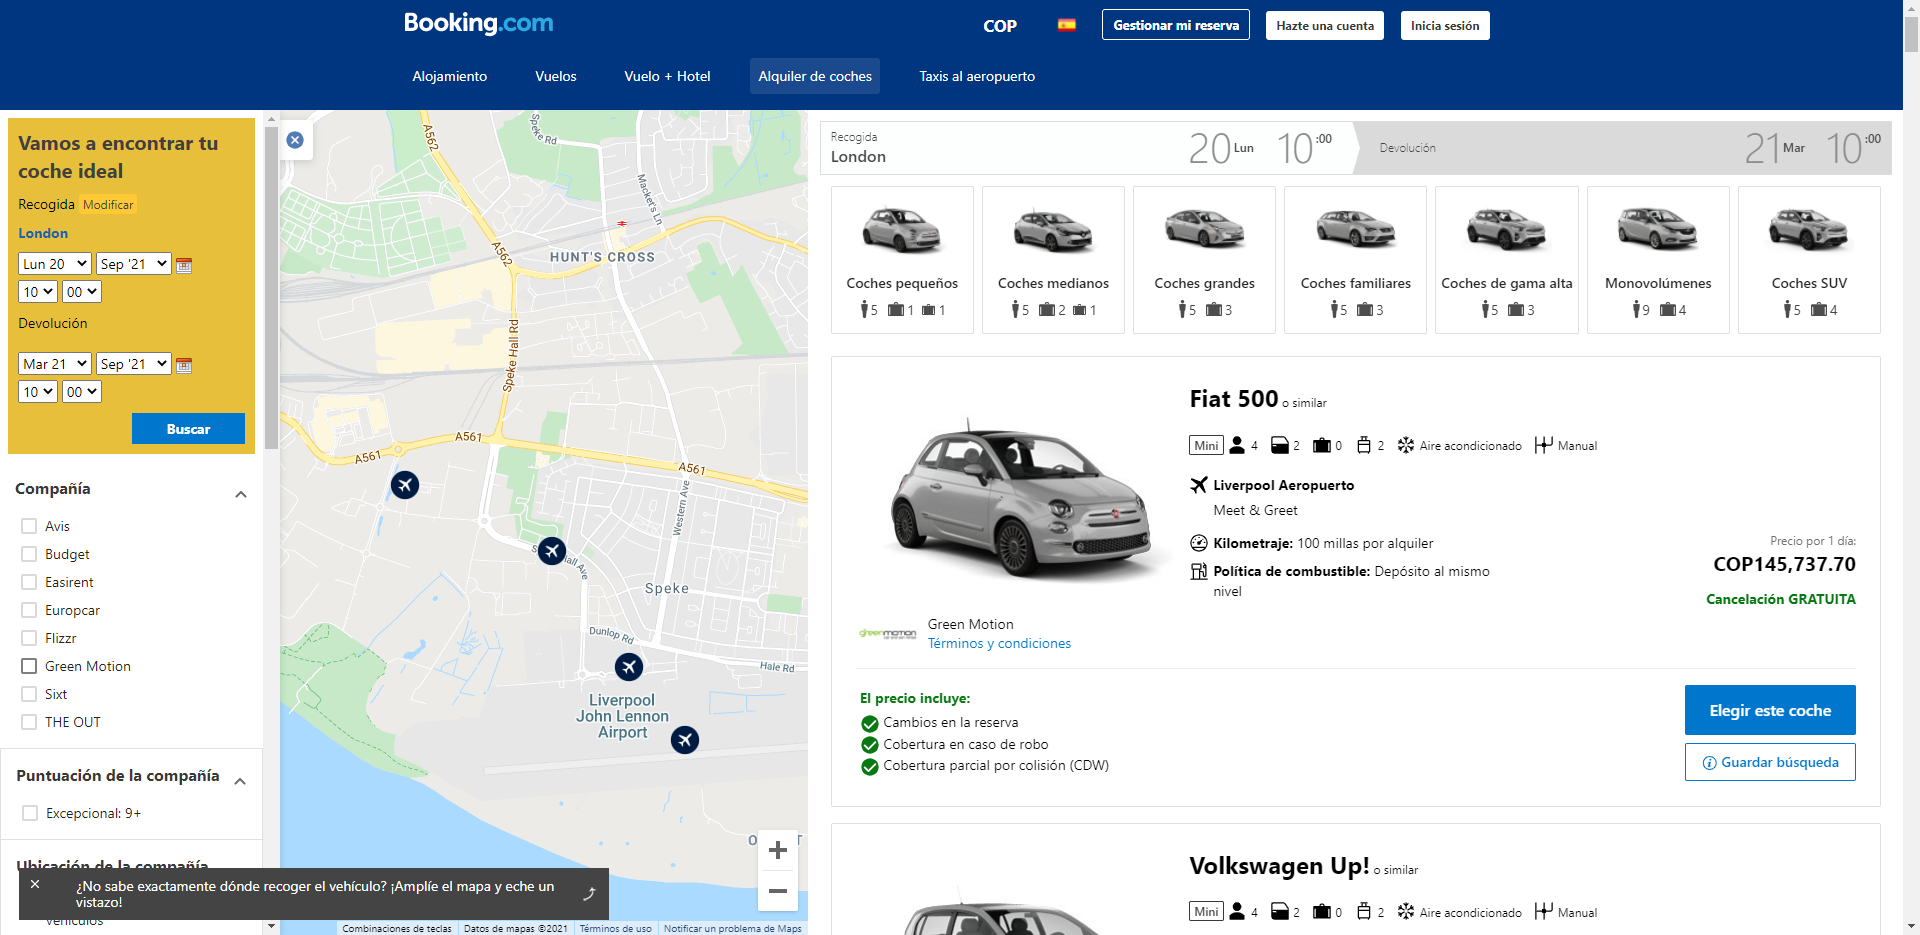 Booking.com
COP
Gestionar mi reserva
Hazte una cuenta
Inicia sesión
Alojamiento
Vuelos
Vuelo + Hotel
Alquiler de coches
Taxis al aeropuerto
Vamos a encontrar tu
coche ideal
Recogida Modificar
London
Lun 20 Sep '21
10 00
Devolución
Mar 21 Sep '21
10 00
Buscar
Compañía
Avis
Budget
Easirent
Europcar
Flizzr
Green Motion
Sixt
THE OUT
Puntuación de la compañía
Excepcional: 9+
Ubicación de la compañía
vehículos
¿No sabe exactamente dónde recoger el vehículo? ¡Amplíe el mapa y eche un
vistazo!
A562
Speke Rd
Macket's Ln
A562
HUNT'S CROSS
Speke Hall Rd
A561
A561
A561
Western Ave
Hall Ave
Speke
Dunlop Rd
Hale Rd
Liverpool
John Lennon
Airport
Combinaciones de teclas
Datos de mapas ©2021
Términos de uso
Notificar un problema de Maps
Recogida
London
20 Lun 10 :00
Devolución
21 Mar 10 :00
Coches pequeños
5 1 1
Coches medianos
5 2 1
Coches grandes
5 3
Coches familiares
5 3
Coches de gama alta
5 3
Monovolúmenes
9 4
Coches SUV
5 4
Fiat 500 o similar
Mini 4 2 0 2 Aire acondicionado Manual
Liverpool Aeropuerto
Meet & Greet
Kilometraje: 100 millas por alquiler
Política de combustible: Depósito al mismo
nivel
Precio por 1 día:
COP145,737.70
Cancelación GRATUITA
greenmotion
Green Motion
Términos y condiciones
El precio incluye:
Cambios en la reserva
Cobertura en caso de robo
Cobertura parcial por colisión (CDW)
Elegir este coche
Guardar búsqueda
Volkswagen Up! o similar
Mini 4 2 0 2 Aire acondicionado Manual